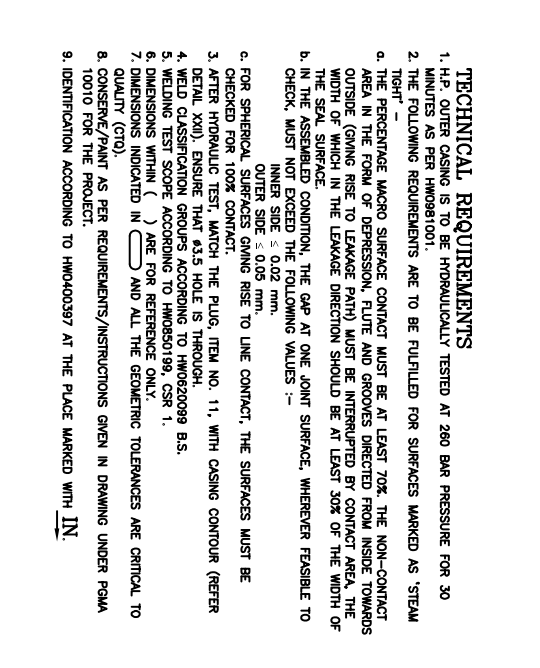 TECHNICAL REQUIREMENTS
1. H.P. OUTER CASING IS TO BE HYDRAULICALLY TESTED AT 260 BAR PRESSURE FOR 30
MINUTES AS PER HW0981001.
2. THE FOLLOWING REQUIREMENTS ARE TO BE FULFILLED FOR SURFACES MARKED AS 'STEAM
TIGHT' –
a. THE PERCENTAGE MACRO SURFACE CONTACT MUST BE AT LEAST 70%. THE NON–CONTACT
AREA IN THE FORM OF DEPRESSION, FLUTE AND GROOVES DIRECTED FROM INSIDE TOWARDS
OUTSIDE (GIVING RISE TO LEAKAGE PATH) MUST BE INTERRUPTED BY CONTACT AREA, THE
WIDTH OF WHICH IN THE LEAKAGE DIRECTION SHOULD BE AT LEAST 30% OF THE WIDTH OF
THE SEAL SURFACE.
b. IN THE ASSEMBLED CONDITION, THE GAP AT ONE JOINT SURFACE, WHEREVER FEASIBLE TO
CHECK, MUST NOT EXCEED THE FOLLOWING VALUES :–
INNER SIDE ≤ 0.02 mm.
OUTER SIDE ≤ 0.05 mm.
c. FOR SPHERICAL SURFACES GIVING RISE TO LINE CONTACT, THE SURFACES MUST BE
CHECKED FOR 100% CONTACT.
3. AFTER HYDRAULIC TEST, MATCH THE PLUG, ITEM NO. 11, WITH CASING CONTOUR (REFER
DETAIL XXII). ENSURE THAT ø3.5 HOLE IS THROUGH.
4. WELD CLASSIFICATION GROUPS ACCORDING TO HW0620099 B.S.
5. WELDING TEST SCOPE ACCORDING TO HW0850199, CSR 1.
6. DIMENSIONS WITHIN ( ) ARE FOR REFERENCE ONLY.
7. DIMENSIONS INDICATED IN AND ALL THE GEOMETRIC TOLERANCES ARE CRITICAL TO
QUALITY (CTQ).
8. CONSERVE/PAINT AS PER REQUIREMENTS/INSTRUCTIONS GIVEN IN DRAWING UNDER PGMA
10010 FOR THE PROJECT.
9. IDENTIFICATION ACCORDING TO HW0400397 AT THE PLACE MARKED WITH IN.